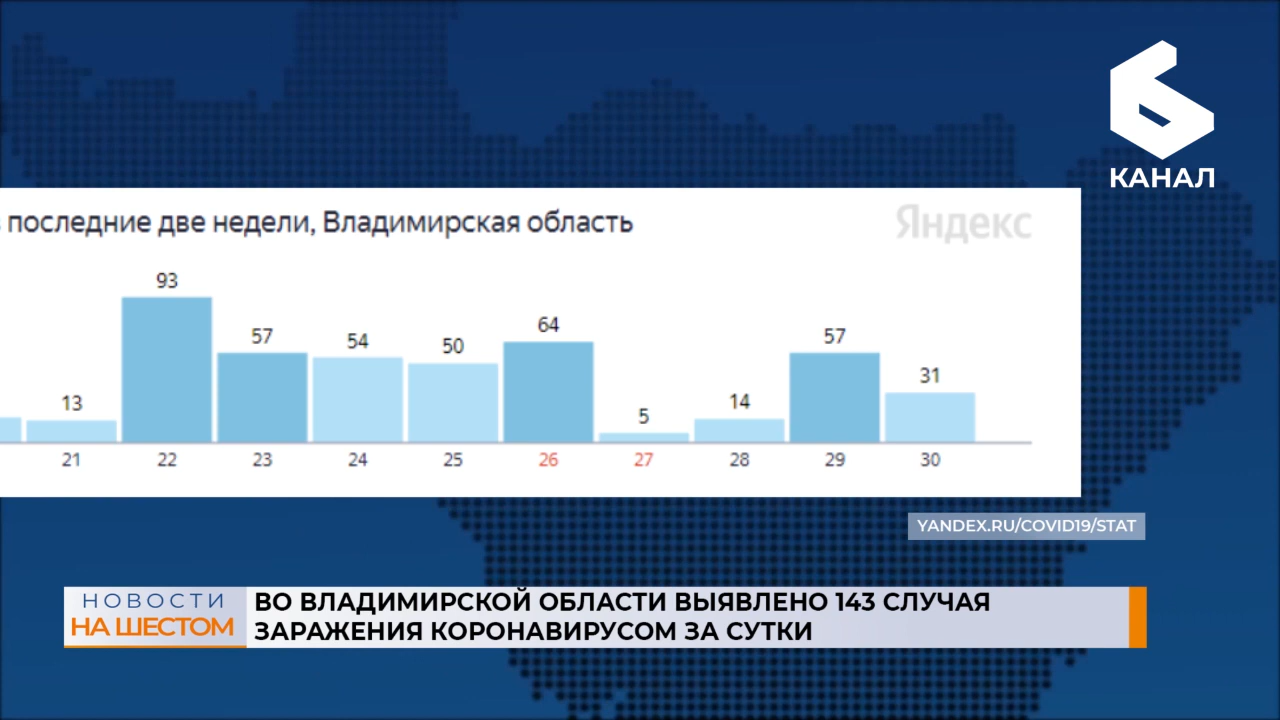 КАНАЛ
последние две недели, Владимирская область
Яндекс
13 93 57 54 50 64 5 14 57 31
21 22 23 24 25 26 27 28 29 30
YANDEX.RU/COVID19/STAT
НОВОСТИ
НА ШЕСТОМ
ВО ВЛАДИМИРСКОЙ ОБЛАСТИ ВЫЯВЛЕНО 143 СЛУЧАЯ
ЗАРАЖЕНИЯ КОРОНАВИРУСОМ ЗА СУТКИ